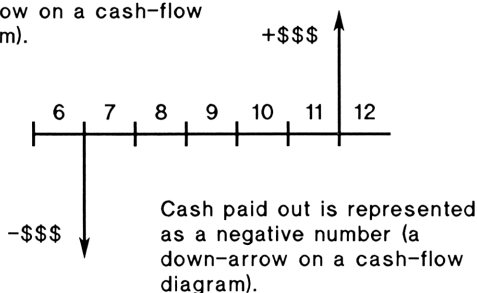 ow on a cash-flow
m).
+$$$
6 7 8 9 10 11 12
-$$$
Cash paid out is represented
as a negative number (a
down-arrow on a cash-flow
diagram).